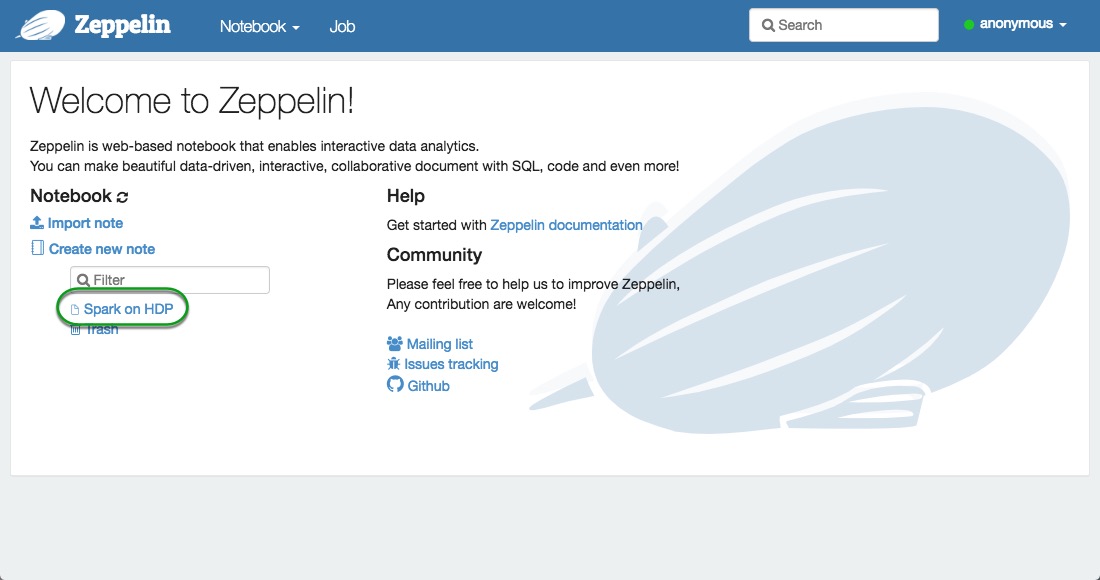 Zeppelin
Notebook
Job
Search
anonymous
Welcome to Zeppelin!
Zeppelin is web-based notebook that enables interactive data analytics.
You can make beautiful data-driven, interactive, collaborative document with SQL, code and even more!
Notebook
Import note
Create new note
Filter
Spark on HDP
Trash
Help
Get started with Zeppelin documentation
Community
Please feel free to help us to improve Zeppelin,
Any contribution are welcome!
Mailing list
Issues tracking
Github